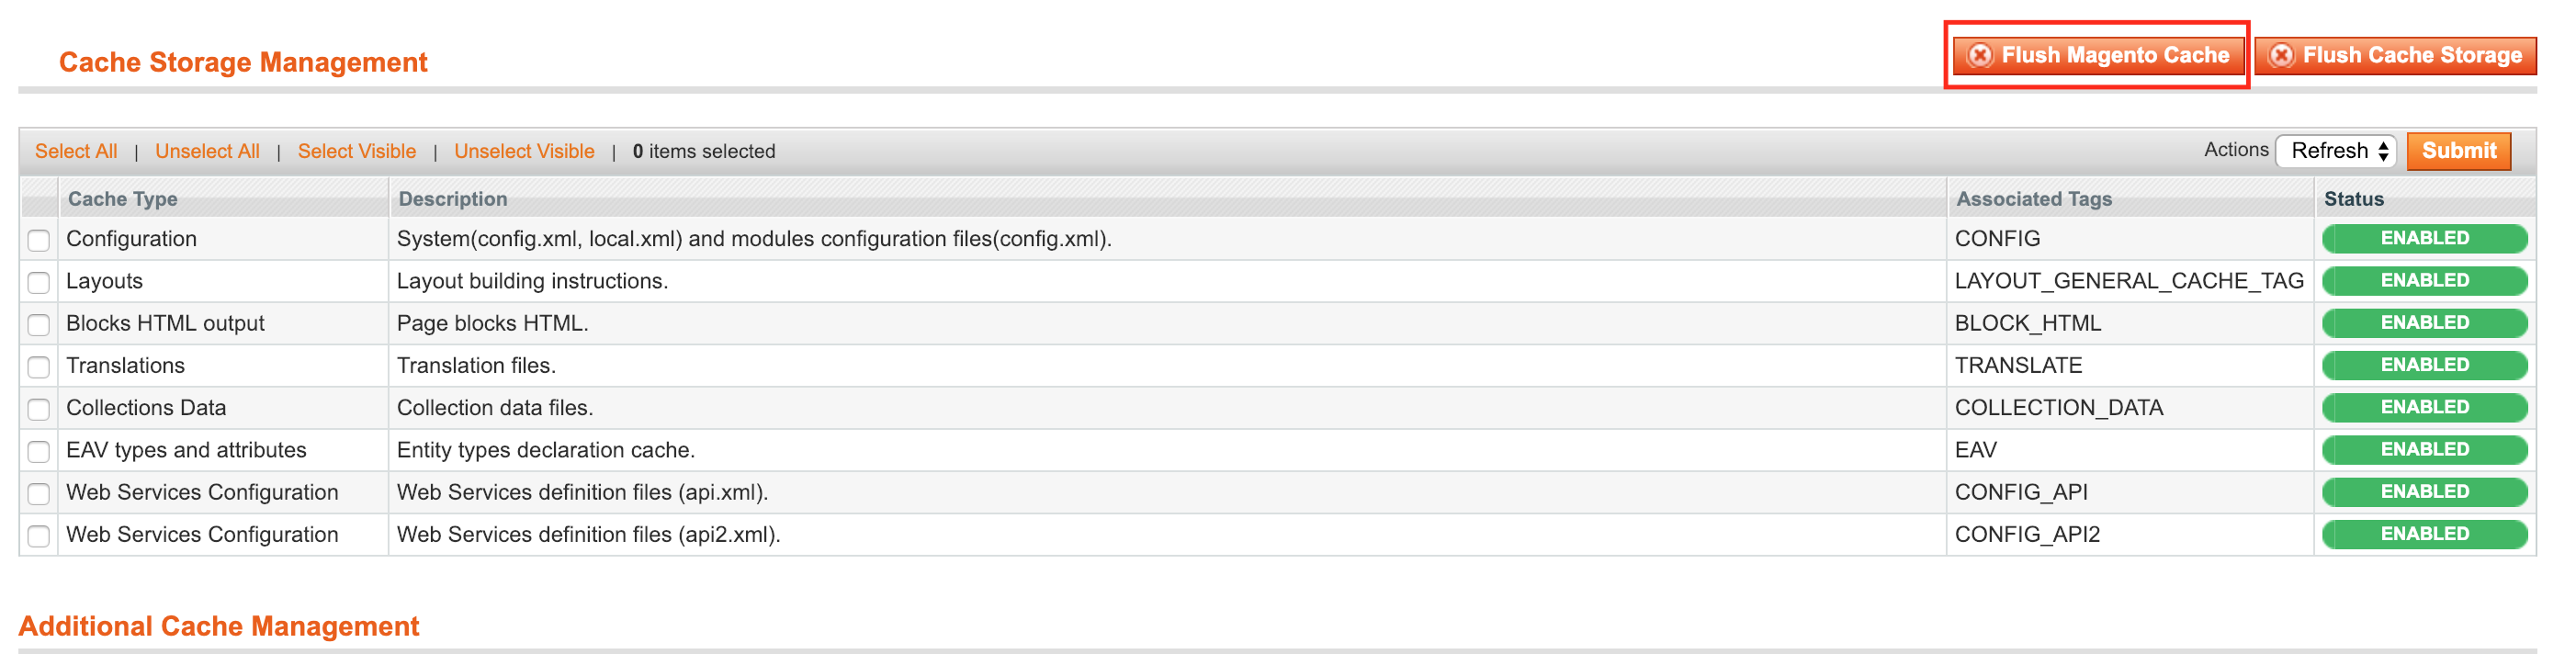 Cache Storage Management Flush Magento Cache Flush Cache Storage
Select All | Unselect All | Select Visible | Unselect Visible | 0 items selected Actions Refresh Submit
Cache Type Description Associated Tags Status
Configuration System(config.xml, local.xml) and modules configuration files(config.xml). CONFIG ENABLED
Layouts Layout building instructions. LAYOUT_GENERAL_CACHE_TAG ENABLED
Blocks HTML output Page blocks HTML. BLOCK_HTML ENABLED
Translations Translation files. TRANSLATE ENABLED
Collections Data Collection data files. COLLECTION_DATA ENABLED
EAV types and attributes Entity types declaration cache. EAV ENABLED
Web Services Configuration Web Services definition files (api.xml). CONFIG_API ENABLED
Web Services Configuration Web Services definition files (api2.xml). CONFIG_API2 ENABLED
Additional Cache Management